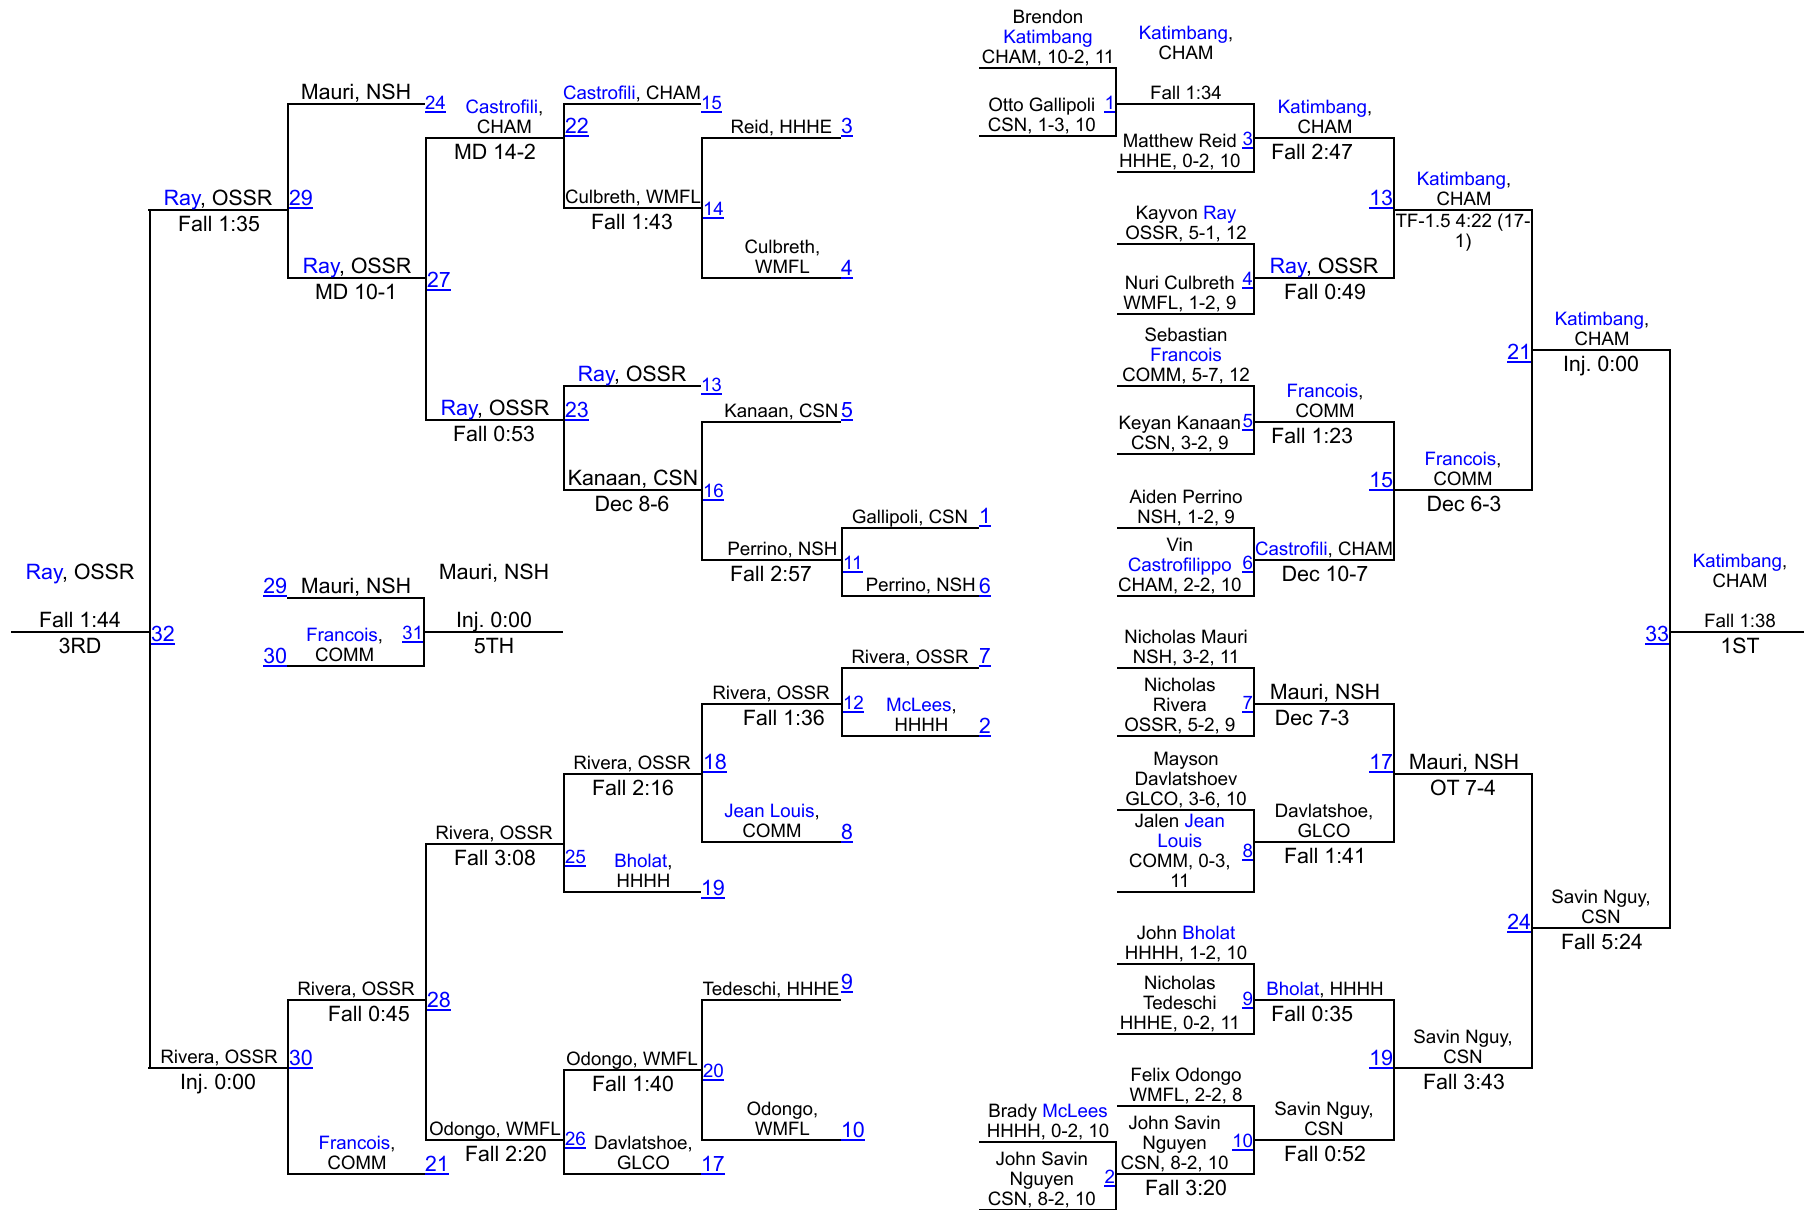 Brendon
Katimbang
CHAM, 10-2, 11
Katimbang,
CHAM
Mauri, NSH
24
Castrofili,
CHAM
MD 14-2
Castrofili, CHAM
15
22
Reid, HHHE
3
Otto Gallipoli
CSN, 1-3, 10
1
Fall 1:34
Matthew Reid
HHHE, 0-2, 10
3
Katimbang,
CHAM
Fall 2:47
Ray, OSSR
Fall 1:35
29
Culbreth, WMFL
Fall 1:43
14
Culbreth,
WMFL
4
Kayvon Ray
OSSR, 5-1, 12
13
Katimbang,
CHAM
TF-1.5 4:22 (17-
1)
Ray, OSSR
MD 10-1
27
Nuri Culbreth
WMFL, 1-2, 9
4
Ray, OSSR
Fall 0:49
Sebastian
Francois
COMM, 5-7, 12
21
Katimbang,
CHAM
Inj. 0:00
Ray, OSSR
Fall 0:53
23
Ray, OSSR
13
Kanaan, CSN
5
Keyan Kanaan
CSN, 3-2, 9
5
Francois,
COMM
Fall 1:23
Kanaan, CSN
Dec 8-6
16
15
Francois,
COMM
Dec 6-3
Gallipoli, CSN
1
Aiden Perrino
NSH, 1-2, 9
Perrino, NSH
Fall 2:57
11
Perrino, NSH
6
Vin
Castrofilippo
CHAM, 2-2, 10
6
Castrofili, CHAM
Dec 10-7
Ray, OSSR
Fall 1:44
3RD
32
29
Mauri, NSH
30
Francois,
COMM
31
Mauri, NSH
Inj. 0:00
5TH
33
Katimbang,
CHAM
Fall 1:38
1ST
Rivera, OSSR
7
Nicholas Mauri
NSH, 3-2, 11
Rivera, OSSR
Fall 1:36
12
McLees,
HHHH
2
Nicholas
Rivera
OSSR, 5-2, 9
7
Mauri, NSH
Dec 7-3
Rivera, OSSR
Fall 2:16
18
Mayson
Davlatshoev
GLCO, 3-6, 10
17
Mauri, NSH
OT 7-4
Jean Louis,
COMM
8
Jalen Jean
Louis
COMM, 0-3,
11
8
Davlatshoe,
GLCO
Fall 1:41
Rivera, OSSR
Fall 3:08
25
Bholat,
HHHH
19
24
Savin Nguy,
CSN
Fall 5:24
John Bholat
HHHH, 1-2, 10
Rivera, OSSR
Fall 0:45
28
Tedeschi, HHHE
9
Nicholas
Tedeschi
HHHE, 0-2, 11
9
Bholat, HHHH
Fall 0:35
Rivera, OSSR
Inj. 0:00
30
Odongo, WMFL
Fall 1:40
20
19
Savin Nguy,
CSN
Fall 3:43
Felix Odongo
WMFL, 2-2, 8
Francois,
COMM
21
Odongo, WMFL
Fall 2:20
26
Davlatshoe,
GLCO
17
Odongo,
WMFL
10
Brady McLees
HHHH, 0-2, 10
John Savin
Nguyen
CSN, 8-2, 10
2
John Savin
Nguyen
CSN, 8-2, 10
Fall 3:20
10
Savin Nguy,
CSN
Fall 0:52